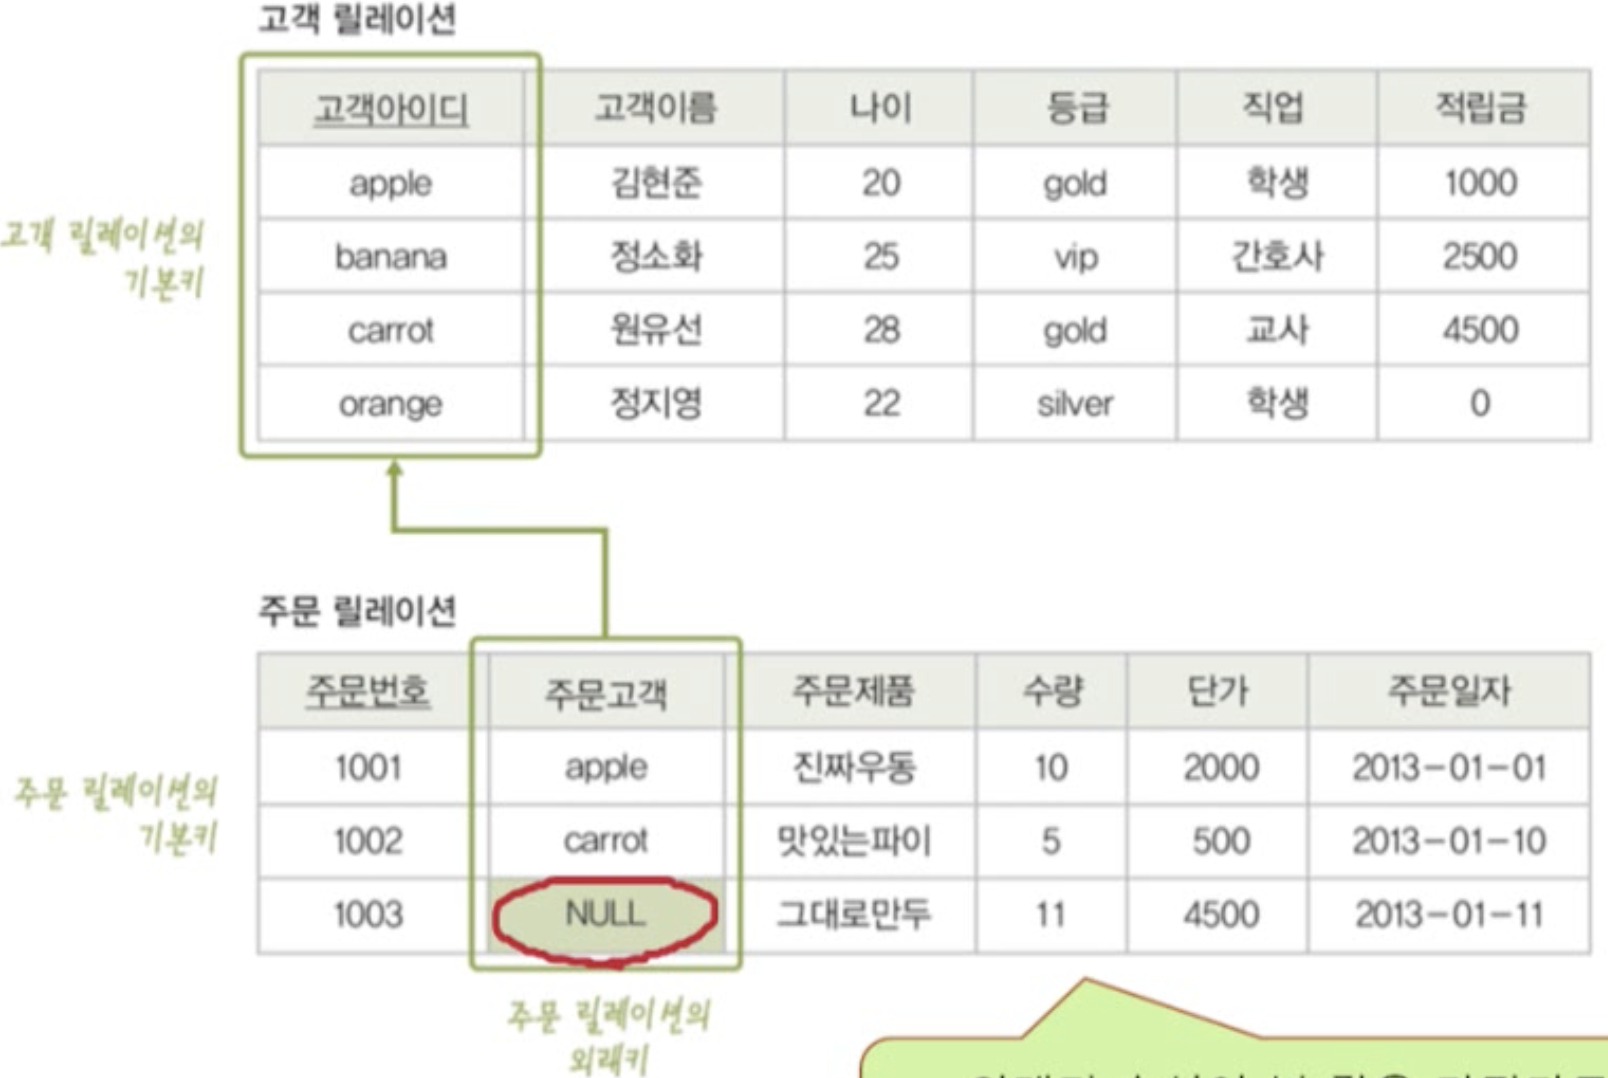 고객 릴레이션
고객아이디 고객이름 나이 등급 직업 적립금
apple 김현준 20 gold 학생 1000
고객 릴레이션의
기본키
banana 정소화 25 vip 간호사 2500
carrot 원유선 28 gold 교사 4500
orange 정지영 22 silver 학생 0
주문 릴레이션
주문번호 주문고객 주문제품 수량 단가 주문일자
1001 apple 진짜우동 10 2000 2013-01-01
주문 릴레이션의
기본키
1002 carrot 맛있는파이 5 500 2013-01-10
1003 NULL 그대로만두 11 4500 2013-01-11
주문 릴레이션의
외래키